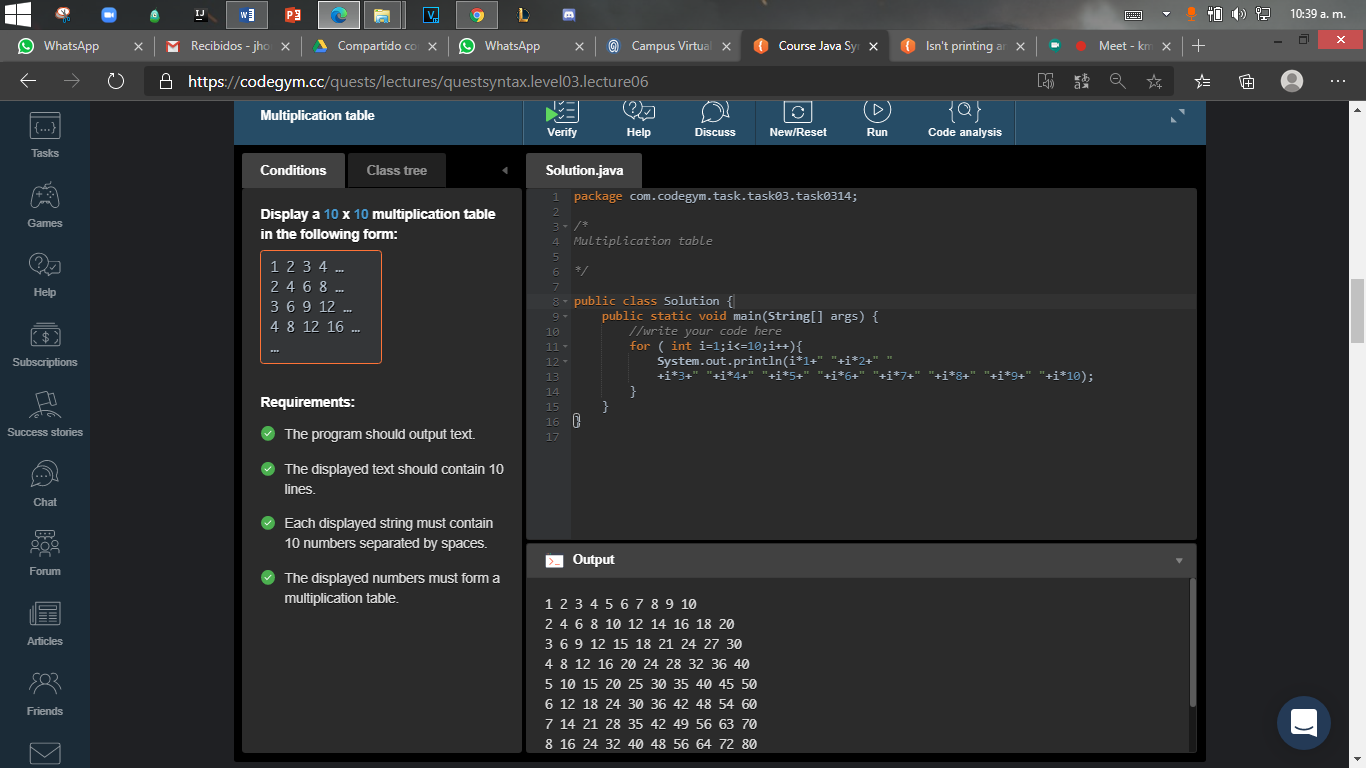 10:39 a. m.
WhatsApp
Recibidos - jho
Compartido co
WhatsApp
Campus Virtual
Course Java Syn
Isn't printing ar
Meet - km
https://codegym.cc/quests/lectures/questsyntax.level03.lecture06
Tasks
Games
Help
Subscriptions
Success stories
Chat
Forum
Articles
Friends
Multiplication table
Verify
Help
Discuss
New/Reset
Run
Code analysis
Conditions
Class tree
Display a 10 x 10 multiplication table
in the following form:
1 2 3 4 …
2 4 6 8 …
3 6 9 12 …
4 8 12 16 …
…
Requirements:
The program should output text.
The displayed text should contain 10
lines.
Each displayed string must contain
10 numbers separated by spaces.
The displayed numbers must form a
multiplication table.
Solution.java
1 package com.codegym.task.task03.task0314;
2
3 /*
4 Multiplication table
5
6 */
7
8 public class Solution {
9 public static void main(String[] args) {
10 //write your code here
11 for ( int i=1;i<=10;i++){
12 System.out.println(i*1+" "+i*2+" "
13 +i*3+" "+i*4+" "+i*5+" "+i*6+" "+i*7+" "+i*8+" "+i*9+" "+i*10);
14 }
15 }
16 }
17
Output
1 2 3 4 5 6 7 8 9 10
2 4 6 8 10 12 14 16 18 20
3 6 9 12 15 18 21 24 27 30
4 8 12 16 20 24 28 32 36 40
5 10 15 20 25 30 35 40 45 50
6 12 18 24 30 36 42 48 54 60
7 14 21 28 35 42 49 56 63 70
8 16 24 32 40 48 56 64 72 80